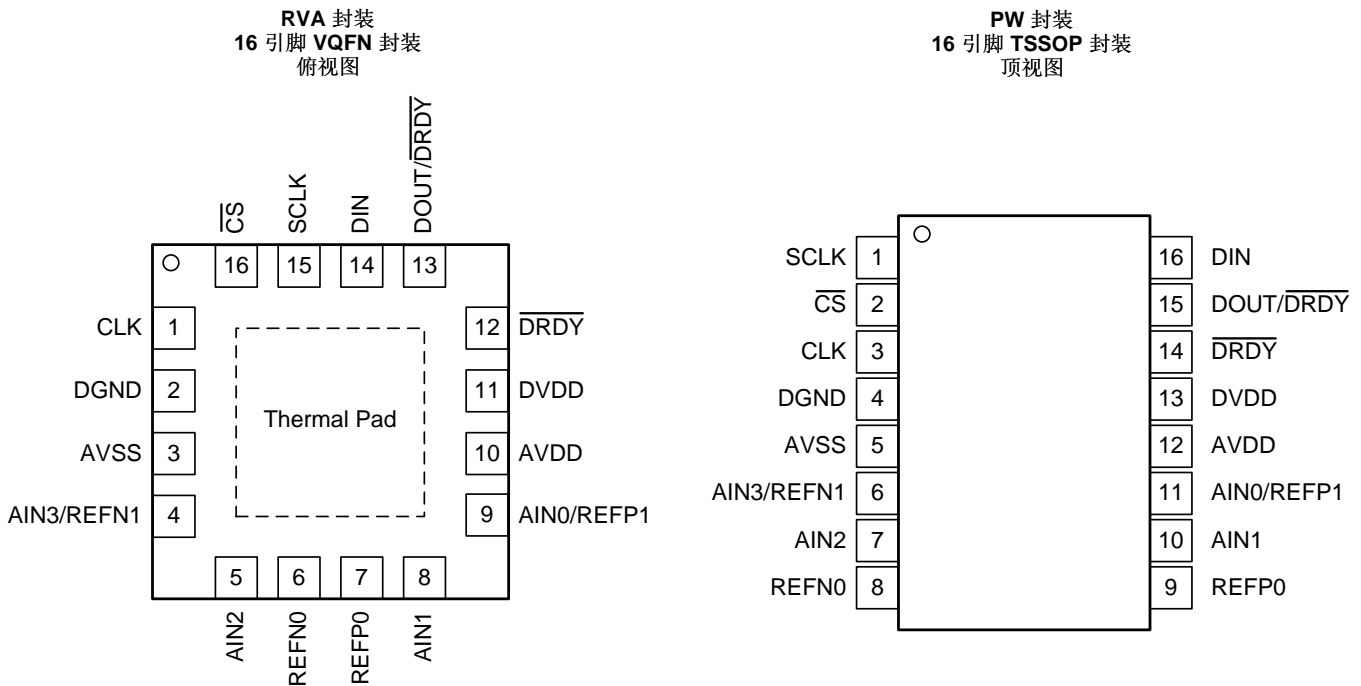 RVA 封装
16 引脚 VQFN 封装
俯视图
DOUT/DRDY
DIN
SCLK
CS
16
15
14
13
CLK
1
12
DRDY
DGND
2
11
DVDD
Thermal Pad
AVSS
3
10
AVDD
AIN3/REFN1
4
9
AIN0/REFP1
5
6
7
8
AIN2
REFN0
REFP0
AIN1
PW 封装
16 引脚 TSSOP 封装
顶视图
SCLK
1
16
DIN
CS
2
15
DOUT/DRDY
CLK
3
14
DRDY
DGND
4
13
DVDD
AVSS
5
12
AVDD
AIN3/REFN1
6
11
AIN0/REFP1
AIN2
7
10
AIN1
REFN0
8
9
REFP0